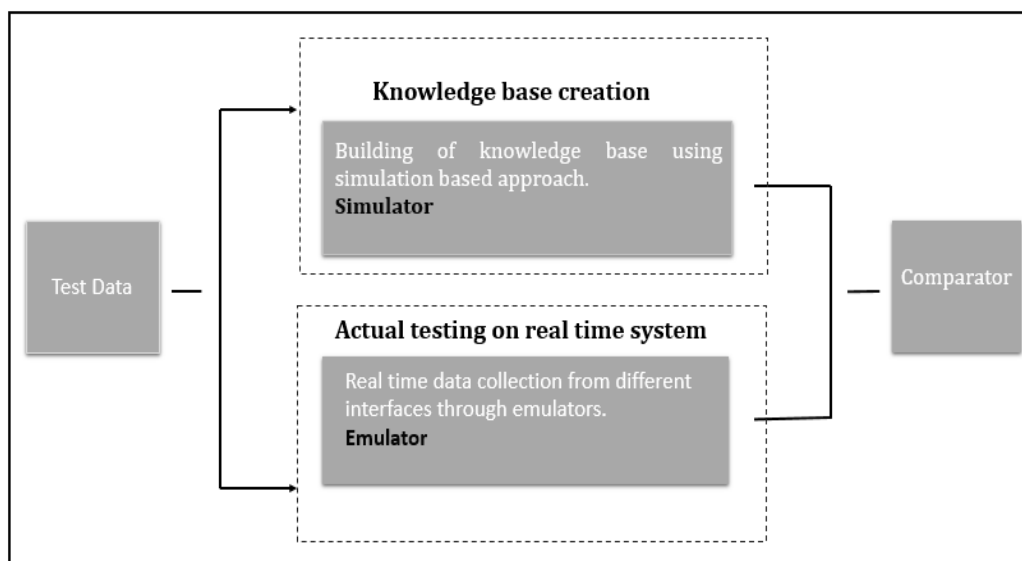 Knowledge base creation
Building of knowledge base using
simulation based approach.
Simulator
Test Data
Comparator
Actual testing on real time system
Real time data collection from different
interfaces through emulators.
Emulator